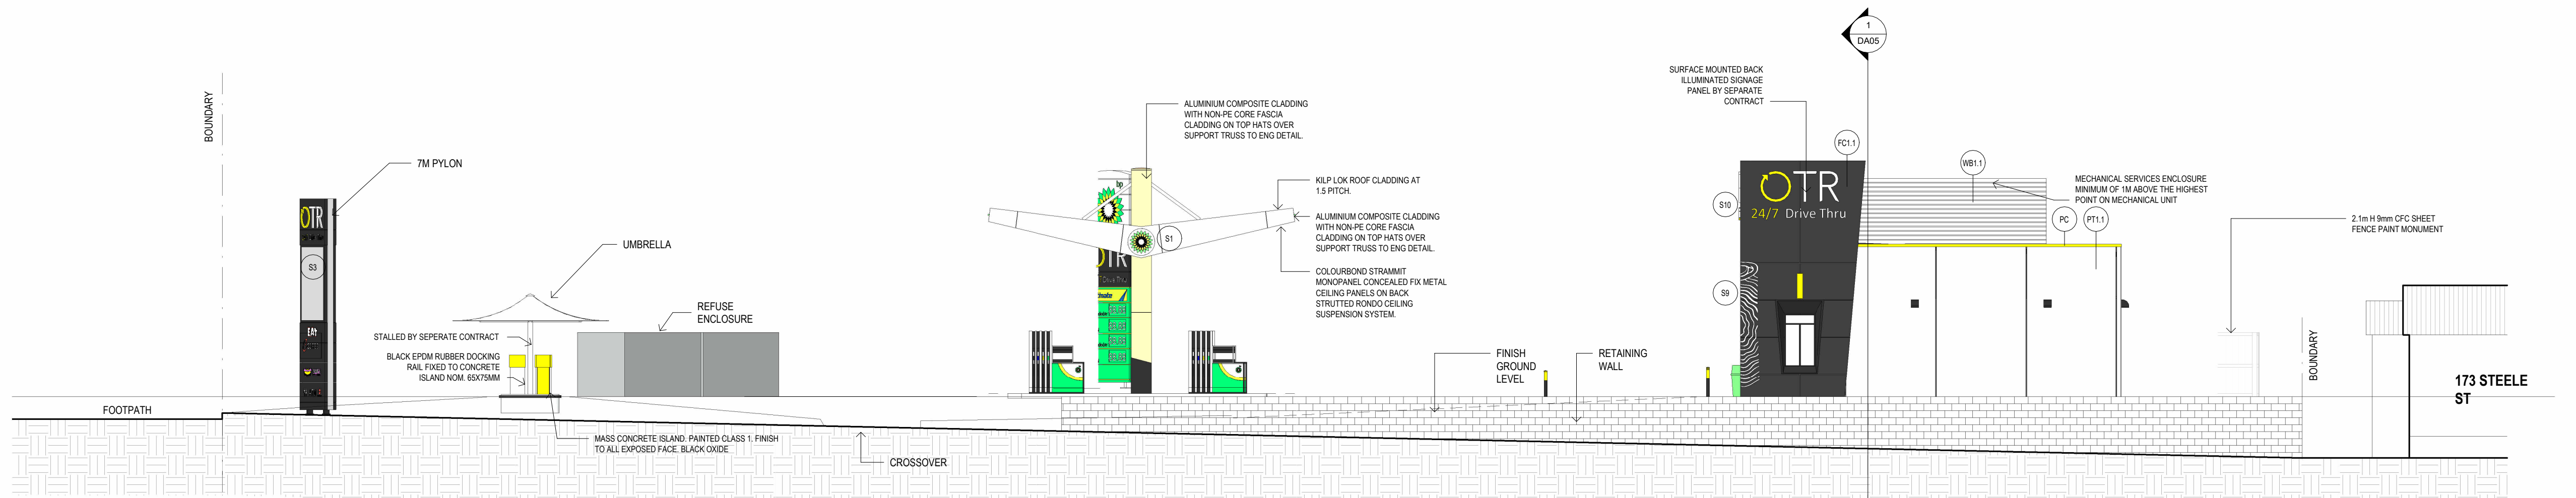 BOUNDARY
FOOTPATH
7M PYLON
OTR
S3
EAt
UMBRELLA
STALLED BY SEPERATE CONTRACT
BLACK EPDM RUBBER DOCKING
RAIL FIXED TO CONCRETE
ISLAND NOM. 65X75MM
REFUSE
ENCLOSURE
MASS CONCRETE ISLAND. PAINTED CLASS 1. FINISH
TO ALL EXPOSED FACE. BLACK OXIDE
CROSSOVER
ALUMINIUM COMPOSITE CLADDING
WITH NON-PE CORE FASCIA
CLADDING ON TOP HATS OVER
SUPPORT TRUSS TO ENG DETAIL.
bp
S1
KILP LOK ROOF CLADDING AT
1.5 PITCH.
ALUMINIUM COMPOSITE CLADDING
WITH NON-PE CORE FASCIA
CLADDING ON TOP HATS OVER
SUPPORT TRUSS TO ENG DETAIL.
COLOURBOND STRAMMIT
MONOPANEL CONCEALED FIX METAL
CEILING PANELS ON BACK
STRUTTED RONDO CEILING
SUSPENSION SYSTEM.
FINISH
GROUND
LEVEL
RETAINING
WALL
SURFACE MOUNTED BACK
ILLUMINATED SIGNAGE
PANEL BY SEPARATE
CONTRACT
1
DA05
FC1.1
WB1.1
S10
OTR
24/7 Drive Thru
S9
MECHANICAL SERVICES ENCLOSURE
MINIMUM OF 1M ABOVE THE HIGHEST
POINT ON MECHANICAL UNIT
PC
PT1.1
2.1m H 9mm CFC SHEET
FENCE PAINT MONUMENT
BOUNDARY
173 STEELE
ST